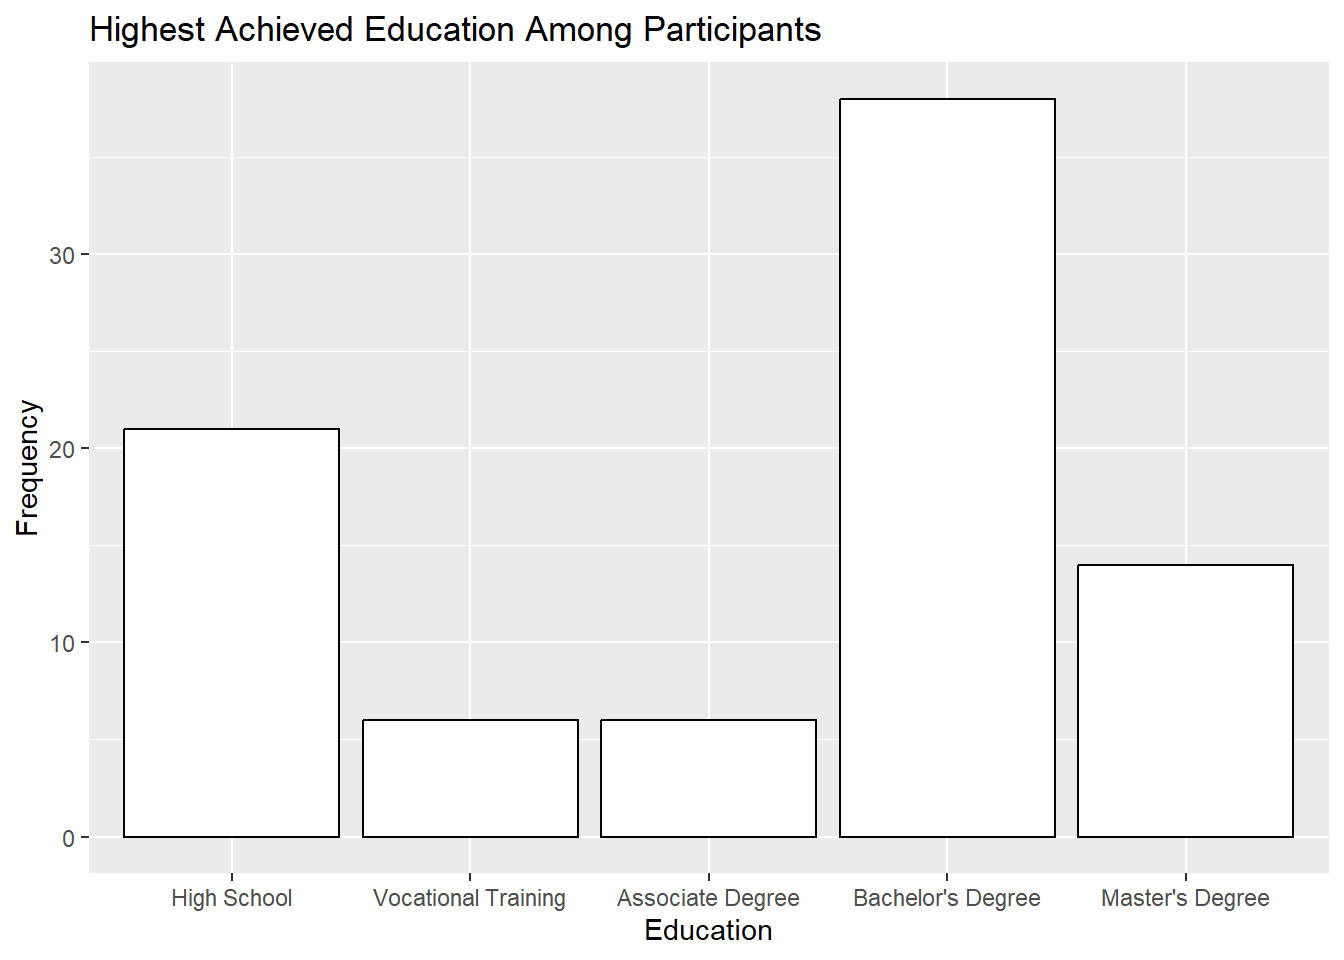 Highest Achieved Education Among Participants
Frequency
30
20
10
0
High School Vocational Training Associate Degree Bachelor's Degree Master's Degree
Education